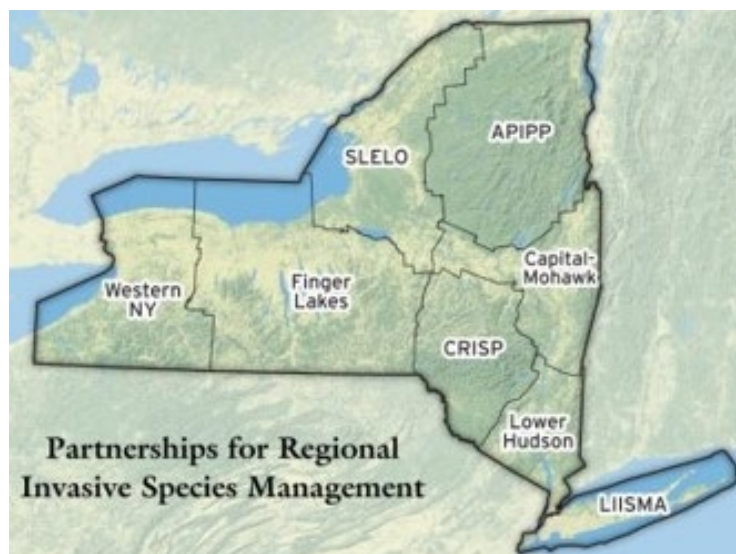 APIPP
SLELO
Capital-
Mohawk
Western
NY
Finger
Lakes
CRISP
Lower
Hudson
Partnerships for Regional
Invasive Species Management
LIISMA